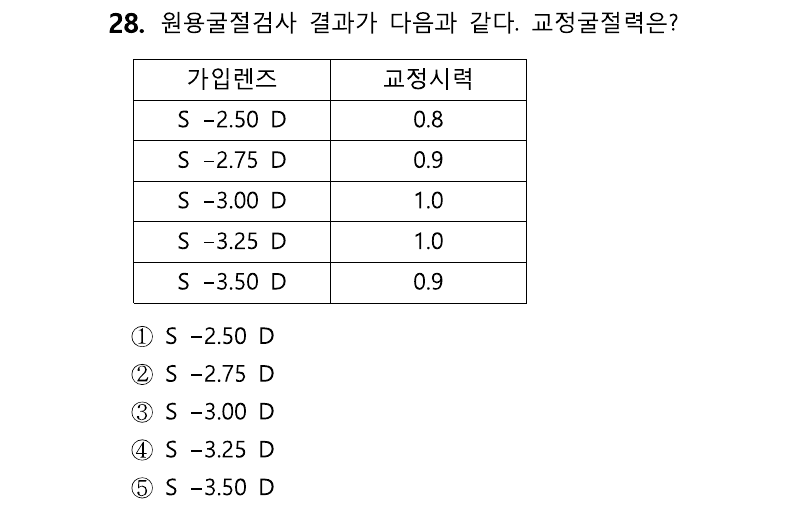 28. 원용굴절검사 결과가 다음과 같다. 교정굴절력은?
가입렌즈 교정시력
S −2.50 D 0.8
S −2.75 D 0.9
S −3.00 D 1.0
S −3.25 D 1.0
S −3.50 D 0.9
① S −2.50 D
② S −2.75 D
③ S −3.00 D
④ S −3.25 D
⑤ S −3.50 D